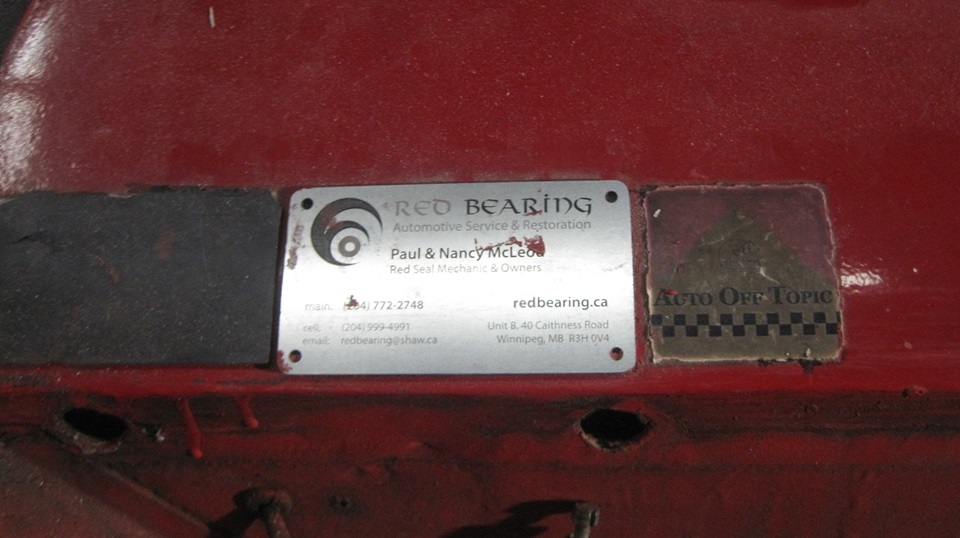 RED BEARING
Automotive Service & Restoration
Paul & Nancy McLeod
Red Seal Mechanic & Owners
main: (204) 772-2748
redbearing.ca
cell: (204) 999-4991
Unit B, 40 Caithness Road
email: redbearing@shaw.ca
Winnipeg, MB R3H 0V4
AUTO OFF TOPIC